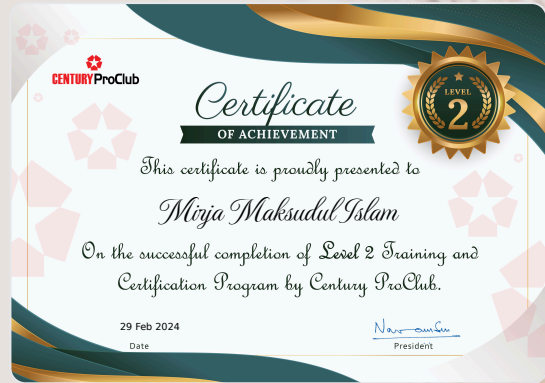 CENTURY ProClub
Certificate
OF ACHIEVEMENT
LEVEL
2
This certificate is proudly presented to
Mirja Maksudul Islam
On the successful completion of Level 2 Training and
Certification Program by Century ProClub.
29 Feb 2024
Date
President